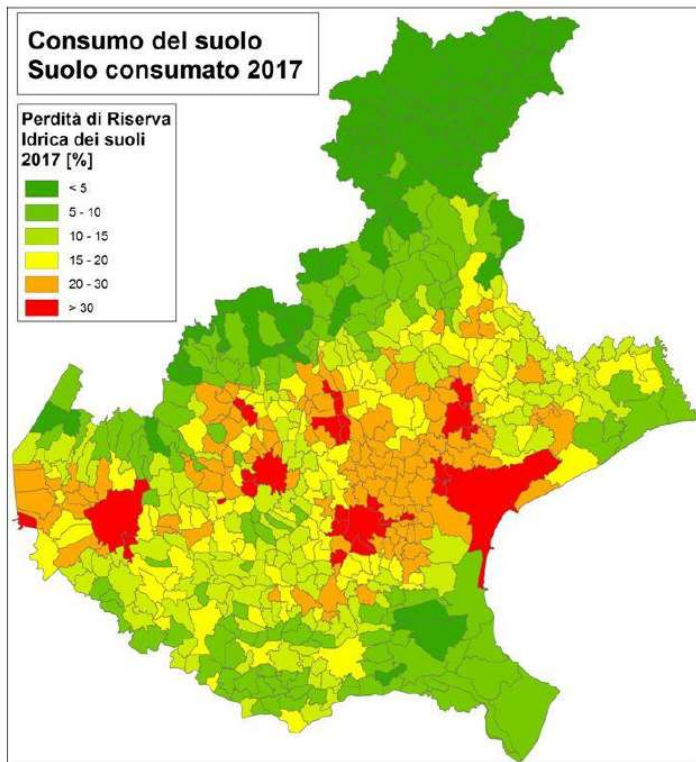 Consumo del suolo
Suolo consumato 2017
Perdità di Riserva
Idrica dei suoli
2017 [%]
< 5
5 - 10
10 - 15
15 - 20
20 - 30
> 30